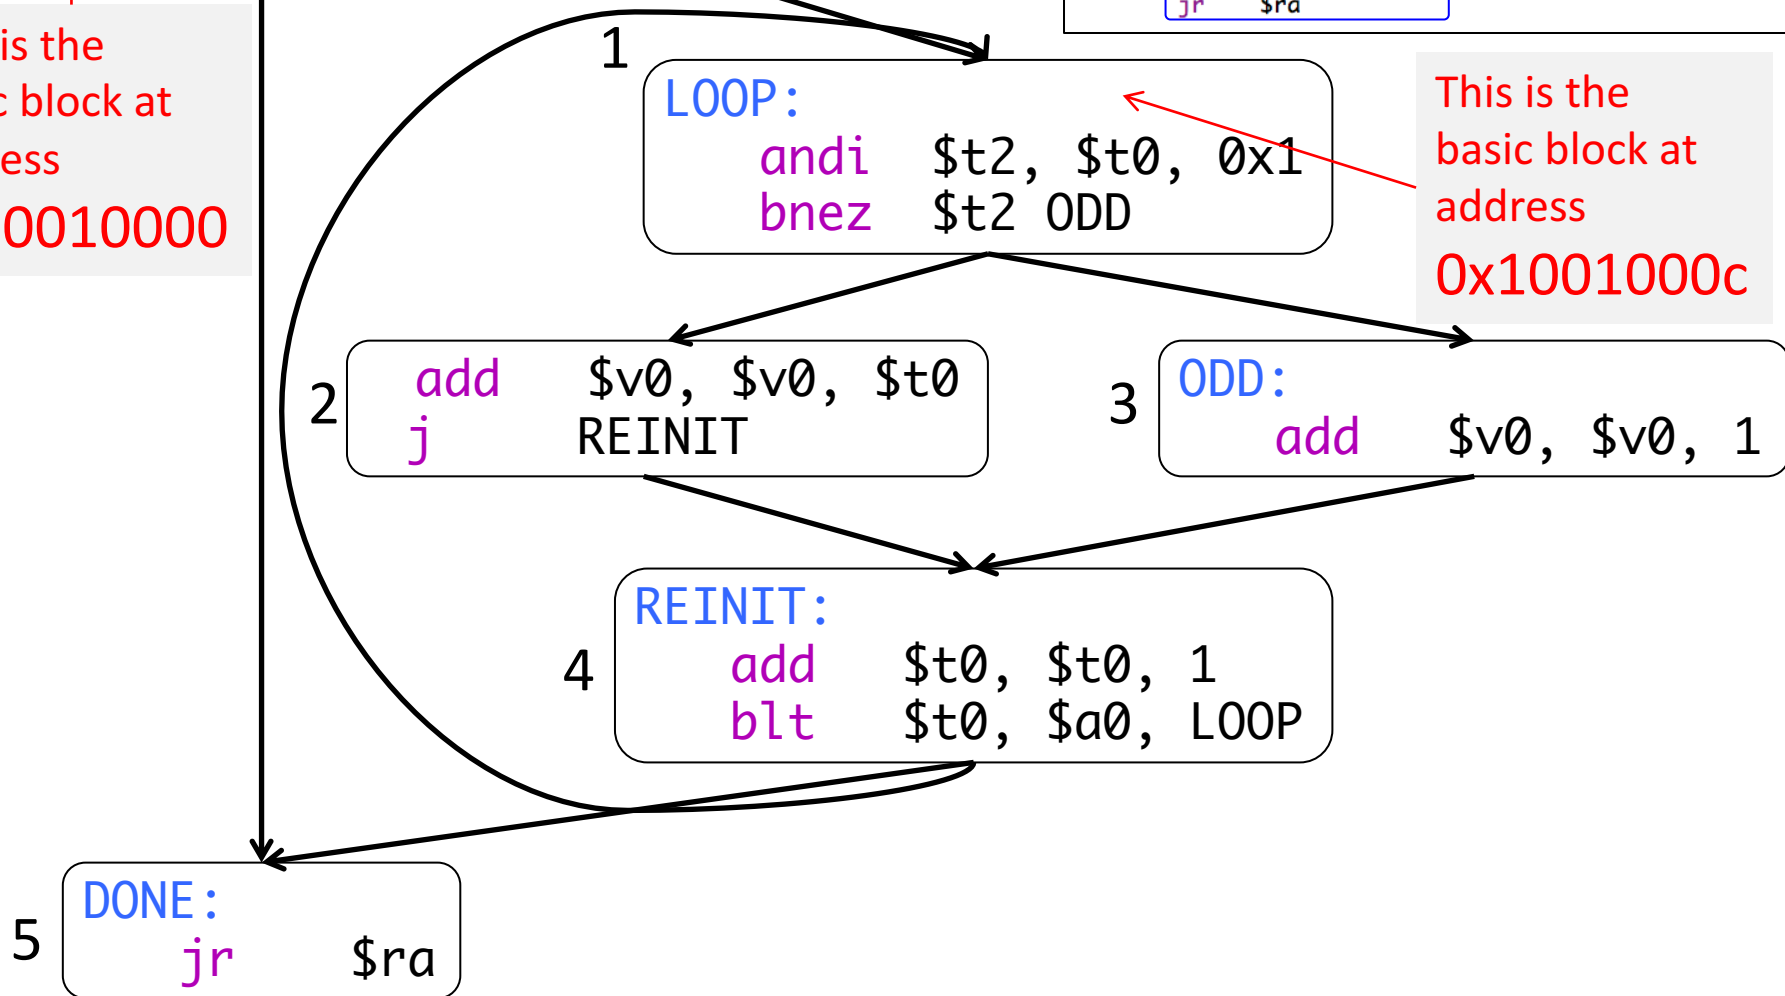 jr $ra
is the
block at
ess
0010000
1
LOOP:
andi $t2, $t0, 0x1
bnez $t2 ODD
This is the
basic block at
address
0x1001000c
2
add $v0, $v0, $t0
j REINIT
3
ODD:
add $v0, $v0, 1
4
REINIT:
add $t0, $t0, 1
blt $t0, $a0, LOOP
5
DONE:
jr $ra